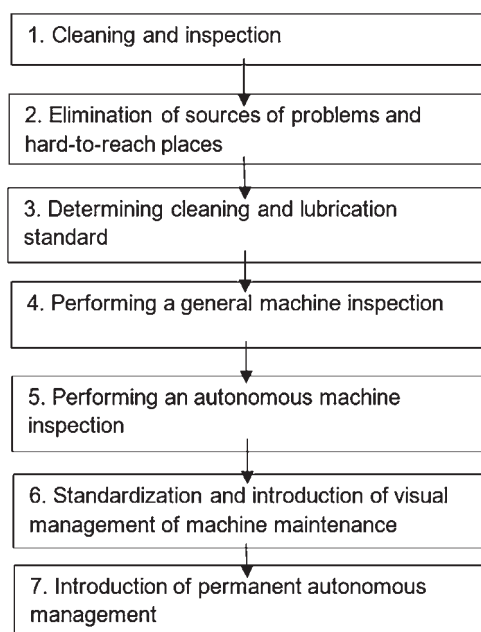 1. Cleaning and inspection
2. Elimination of sources of problems and
hard-to-reach places
3. Determining cleaning and lubrication
standard
4. Performing a general machine inspection
5. Performing an autonomous machine
inspection
6. Standardization and introduction of visual
management of machine maintenance
7. Introduction of permanent autonomous
management